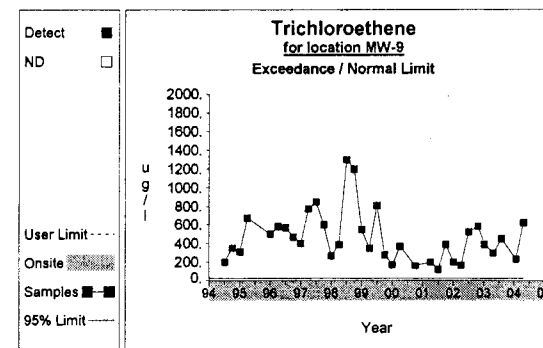 Detect
ND
User Limit
Onsite
Samples
95% Limit
Trichloroethene
for location MW-9
Exceedance / Normal Limit
u
g
/
l
2000.
1800.
1600.
1400.
1200.
1000.
800.
600.
400.
200.
0.
94 95 96 97 98 99 00 01 02 03 04
Year